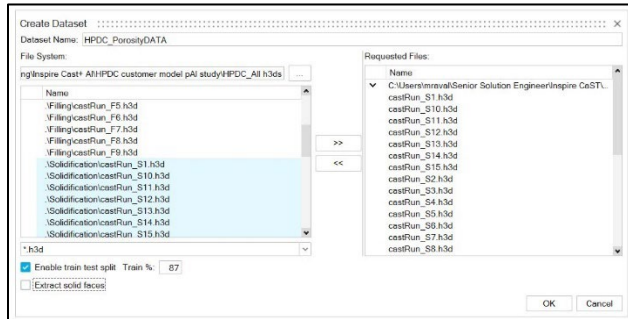 Create Dataset
Dataset Name: HPDC_PorosityDATA
File System:
ng\Inspire Cast+ AI\HPDC customer model pAI study\HPDC_All h3ds
...
Name
.\Filling\castRun_F5.h3d
.\Filling\castRun_F6.h3d
.\Filling\castRun_F7.h3d
.\Filling\castRun_F8.h3d
.\Filling\castRun_F9.h3d
.\Solidification\castRun_S1.h3d
.\Solidification\castRun_S10.h3d
.\Solidification\castRun_S11.h3d
.\Solidification\castRun_S12.h3d
.\Solidification\castRun_S13.h3d
.\Solidification\castRun_S14.h3d
.\Solidification\castRun_S15.h3d
*.h3d
Enable train test split Train %: 87
Extract solid faces
>>
<<
Requested Files:
Name
C:\Users\mraval\Senior Solution Engineer\Inspire CaST\...
castRun_S1.h3d
castRun_S10.h3d
castRun_S11.h3d
castRun_S12.h3d
castRun_S13.h3d
castRun_S14.h3d
castRun_S15.h3d
castRun_S2.h3d
castRun_S3.h3d
castRun_S4.h3d
castRun_S5.h3d
castRun_S6.h3d
castRun_S7.h3d
castRun_S8.h3d
OK Cancel